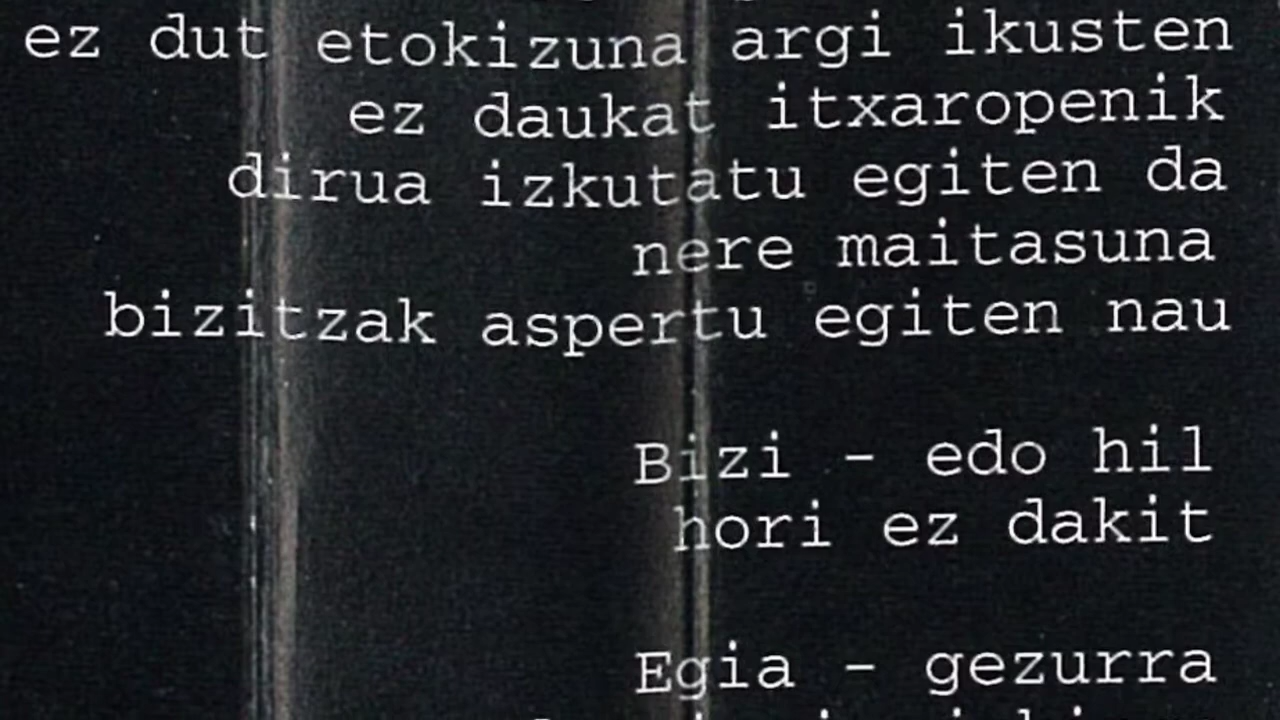 ez dut etokizuna argi ikusten
ez daukat itxaropenik
dirua izkutatu egiten da
nere maitasuna
bizitzak aspertu egiten nau
Bizi - edo hil
hori ez dakit
Egia - gezurra